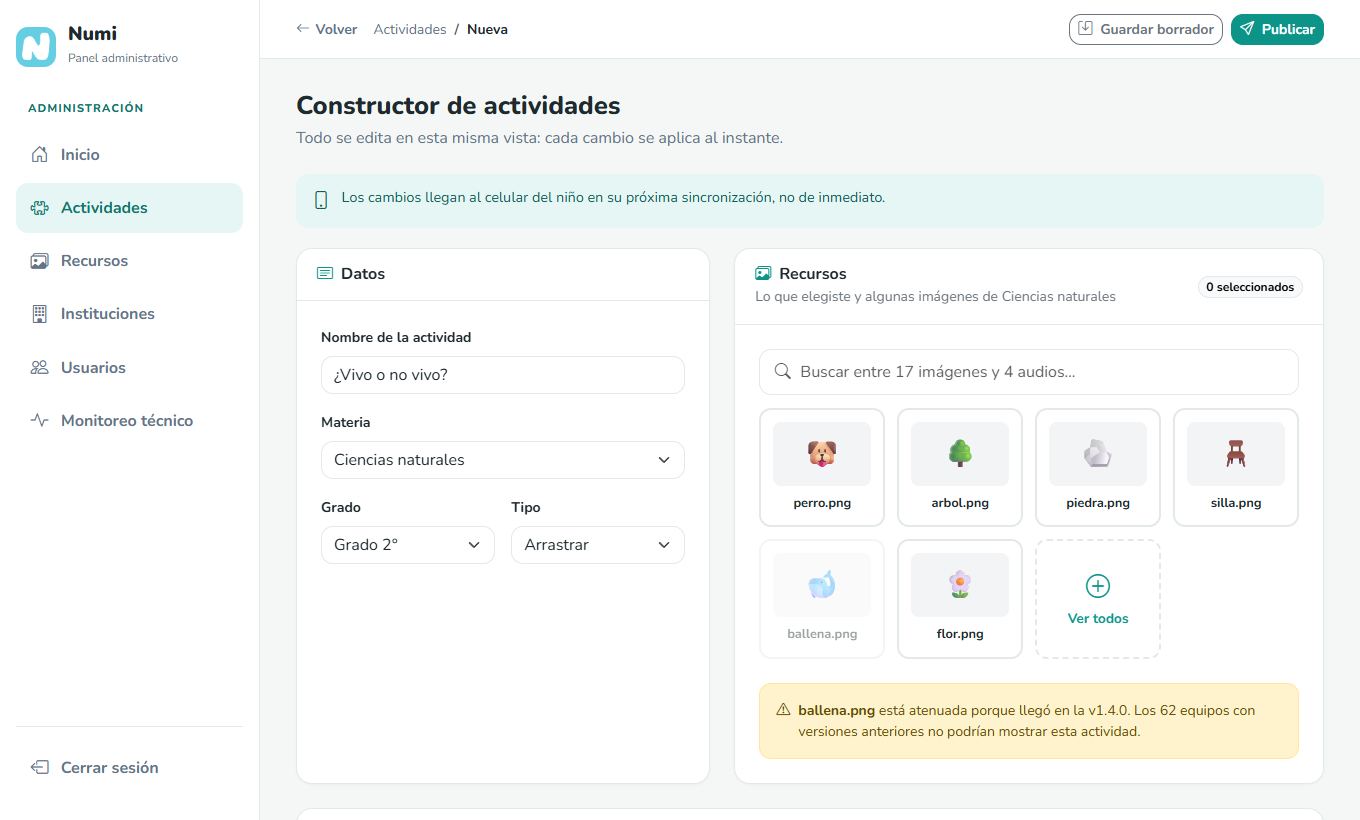 Numi
Panel administrativo
ADMINISTRACIÓN
Inicio
Actividades
Recursos
Instituciones
Usuarios
Monitoreo técnico
Cerrar sesión
Volver Actividades / Nueva
Guardar borrador
Publicar
Constructor de actividades
Todo se edita en esta misma vista: cada cambio se aplica al instante.
Los cambios llegan al celular del niño en su próxima sincronización, no de inmediato.
Datos
Nombre de la actividad
¿Vivo o no vivo?
Materia
Ciencias naturales
Grado Tipo
Grado 2° Arrastrar
Recursos
Lo que elegiste y algunas imágenes de Ciencias naturales
0 seleccionados
Buscar entre 17 imágenes y 4 audios...
perro.png arbol.png piedra.png silla.png
ballena.png flor.png Ver todos
ballena.png está atenuada porque llegó en la v1.4.0. Los 62 equipos con
versiones anteriores no podrían mostrar esta actividad.